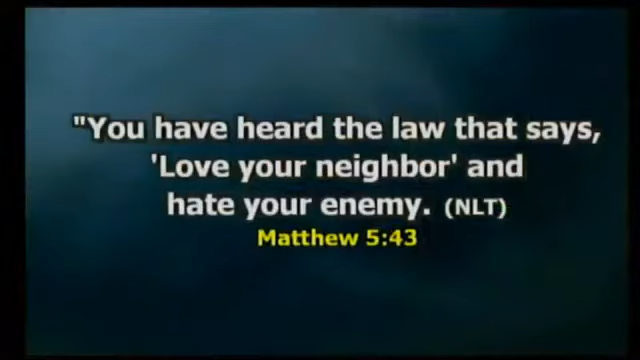 "You have heard the law that says,
'Love your neighbor' and
hate your enemy. (NLT)
Matthew 5:43